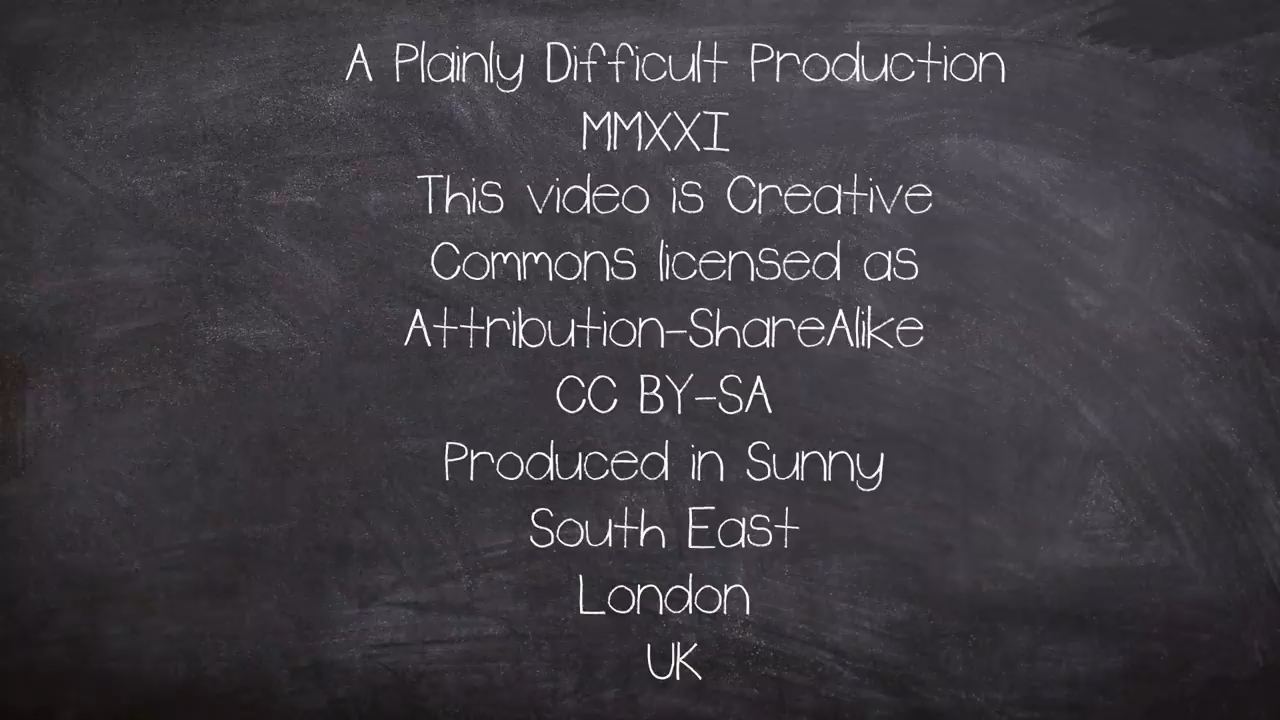 A Plainly Difficult Production
MMXXI
This video is Creative
Commons licensed as
Attribution-ShareAlike
CC BY-SA
Produced in Sunny
South East
London
UK